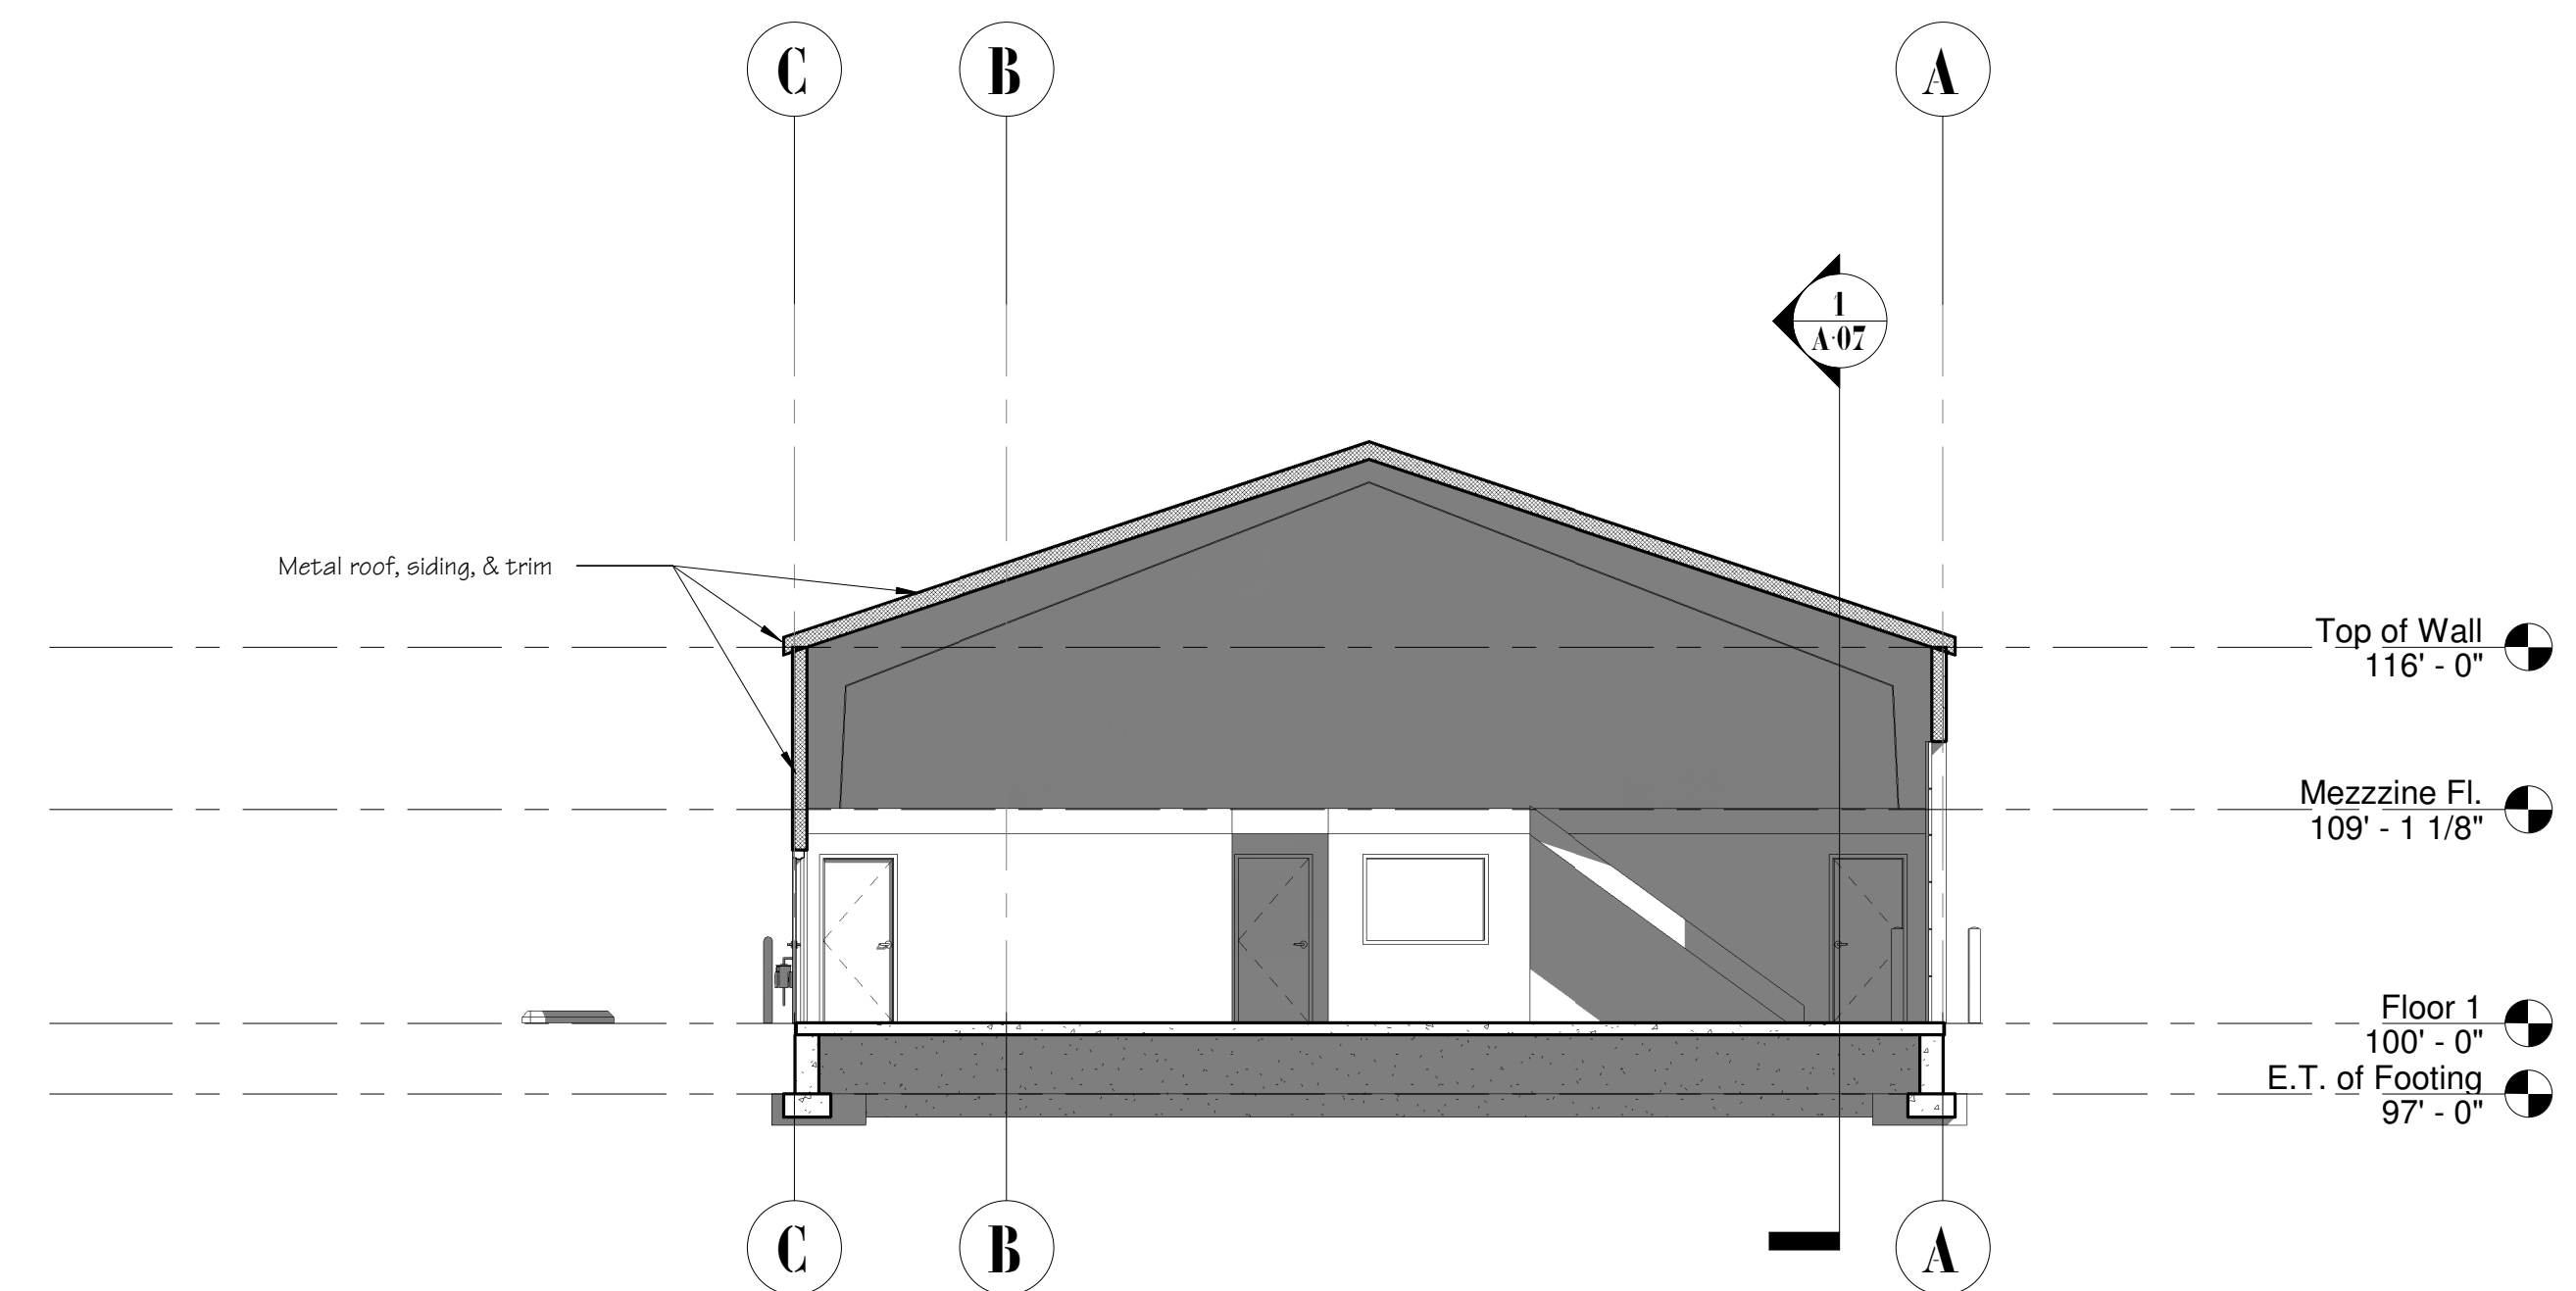 C
B
A
1
A-07
Metal roof, siding, & trim
Top of Wall
116' - 0"
Mezzzine Fl.
109' - 1 1/8"
Floor 1
100' - 0"
E.T. of Footing
97' - 0"
C
B
A